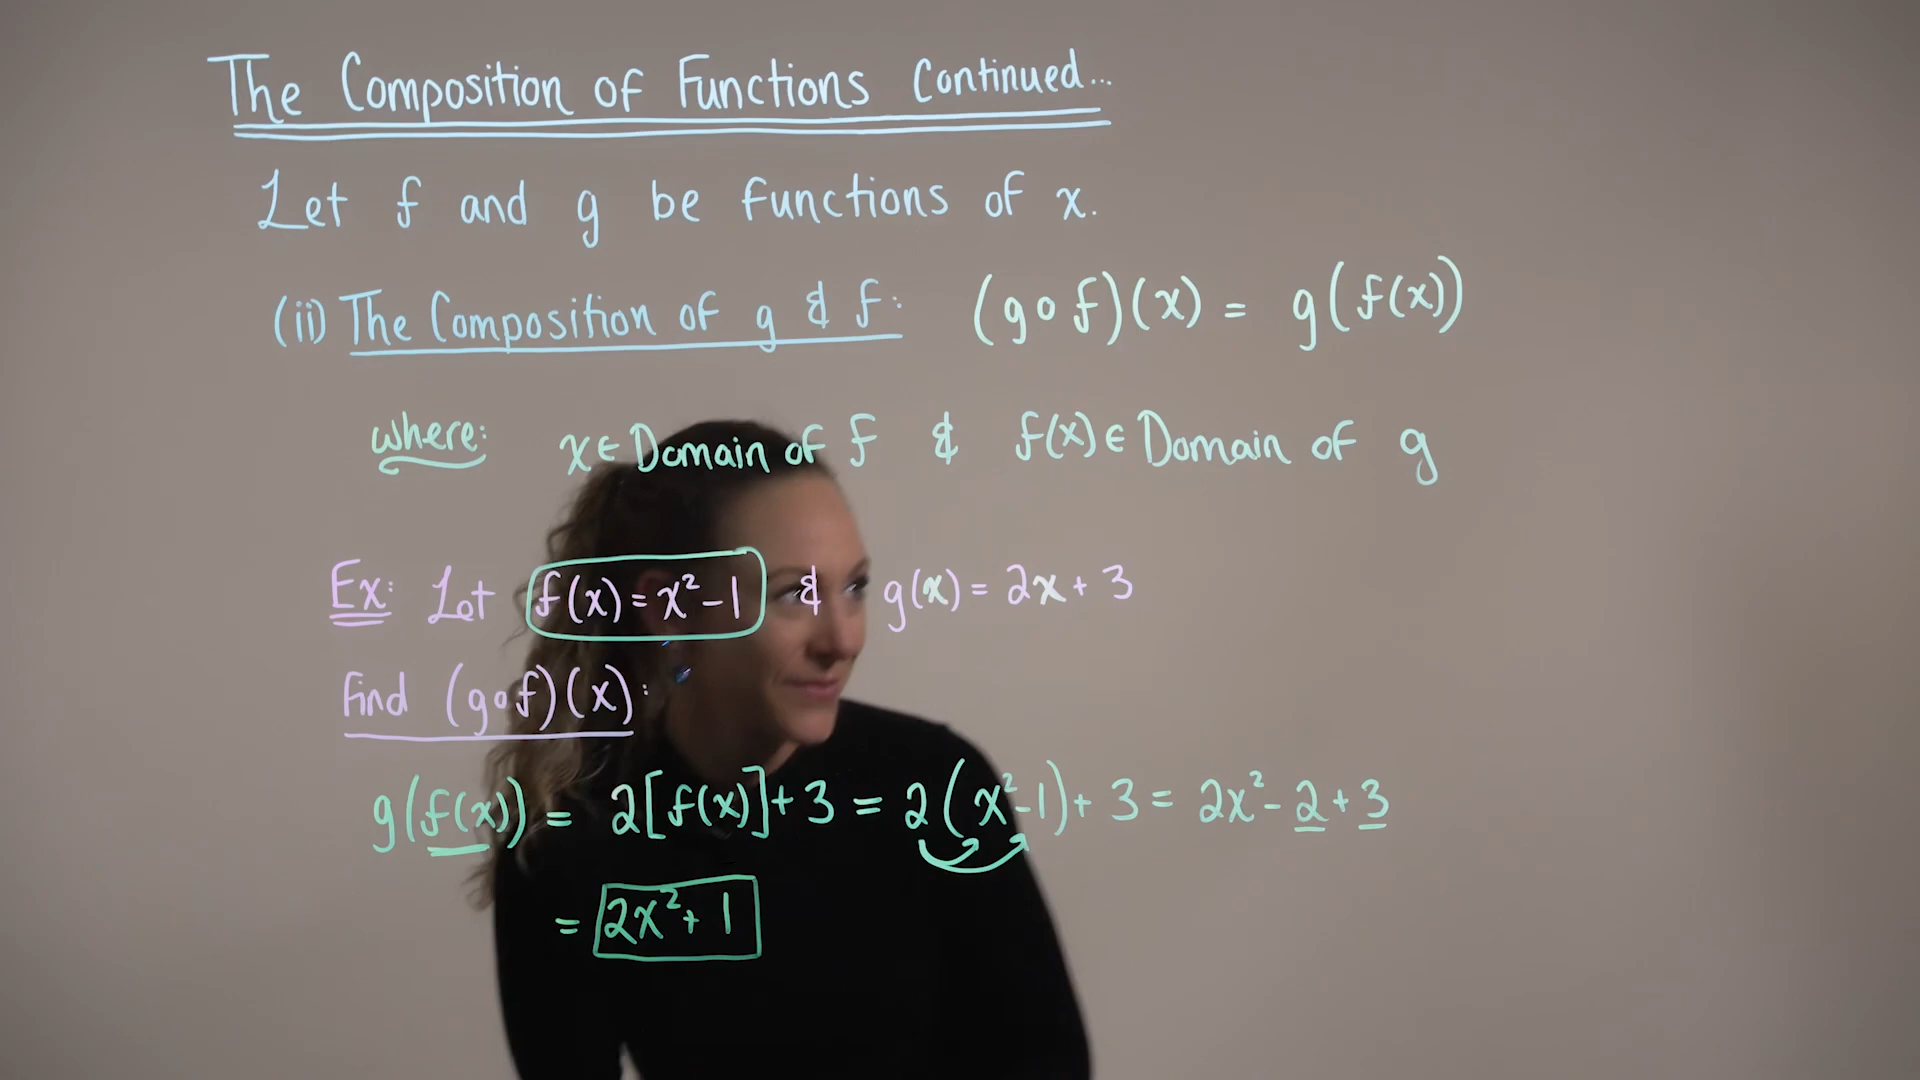 The Composition of Functions Continued...
Let f and g be functions of x.
(ii) The Composition of g & f: (g∘f)(x) = g(f(x))
where: x∈Domain of f & f(x)∈Domain of g
Ex: Let f(x)=x²-1 & g(x)=2x+3
Find (g∘f)(x):
g(f(x)) = 2[f(x)]+3 = 2(x²-1)+3 = 2x²-2+3
= 2x²+1